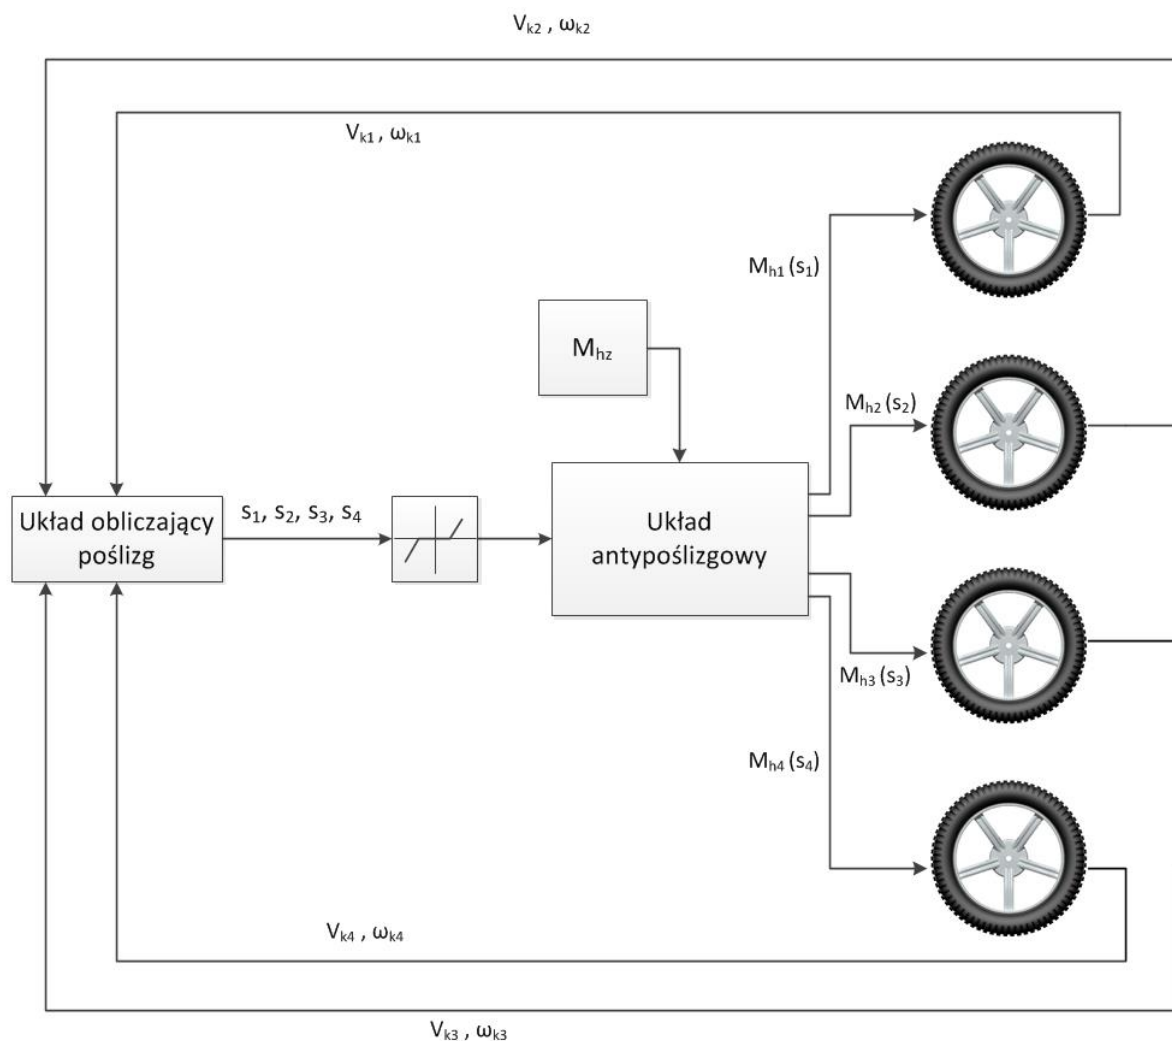 Vk2 , ωk2
Vk1 , ωk1
Mh1 (s1)
Mhz
Mh2 (s2)
Układ obliczający
poślizg
s1, s2, s3, s4
Układ
antypoślizgowy
Mh3 (s3)
Mh4 (s4)
Vk4 , ωk4
Vk3 , ωk3